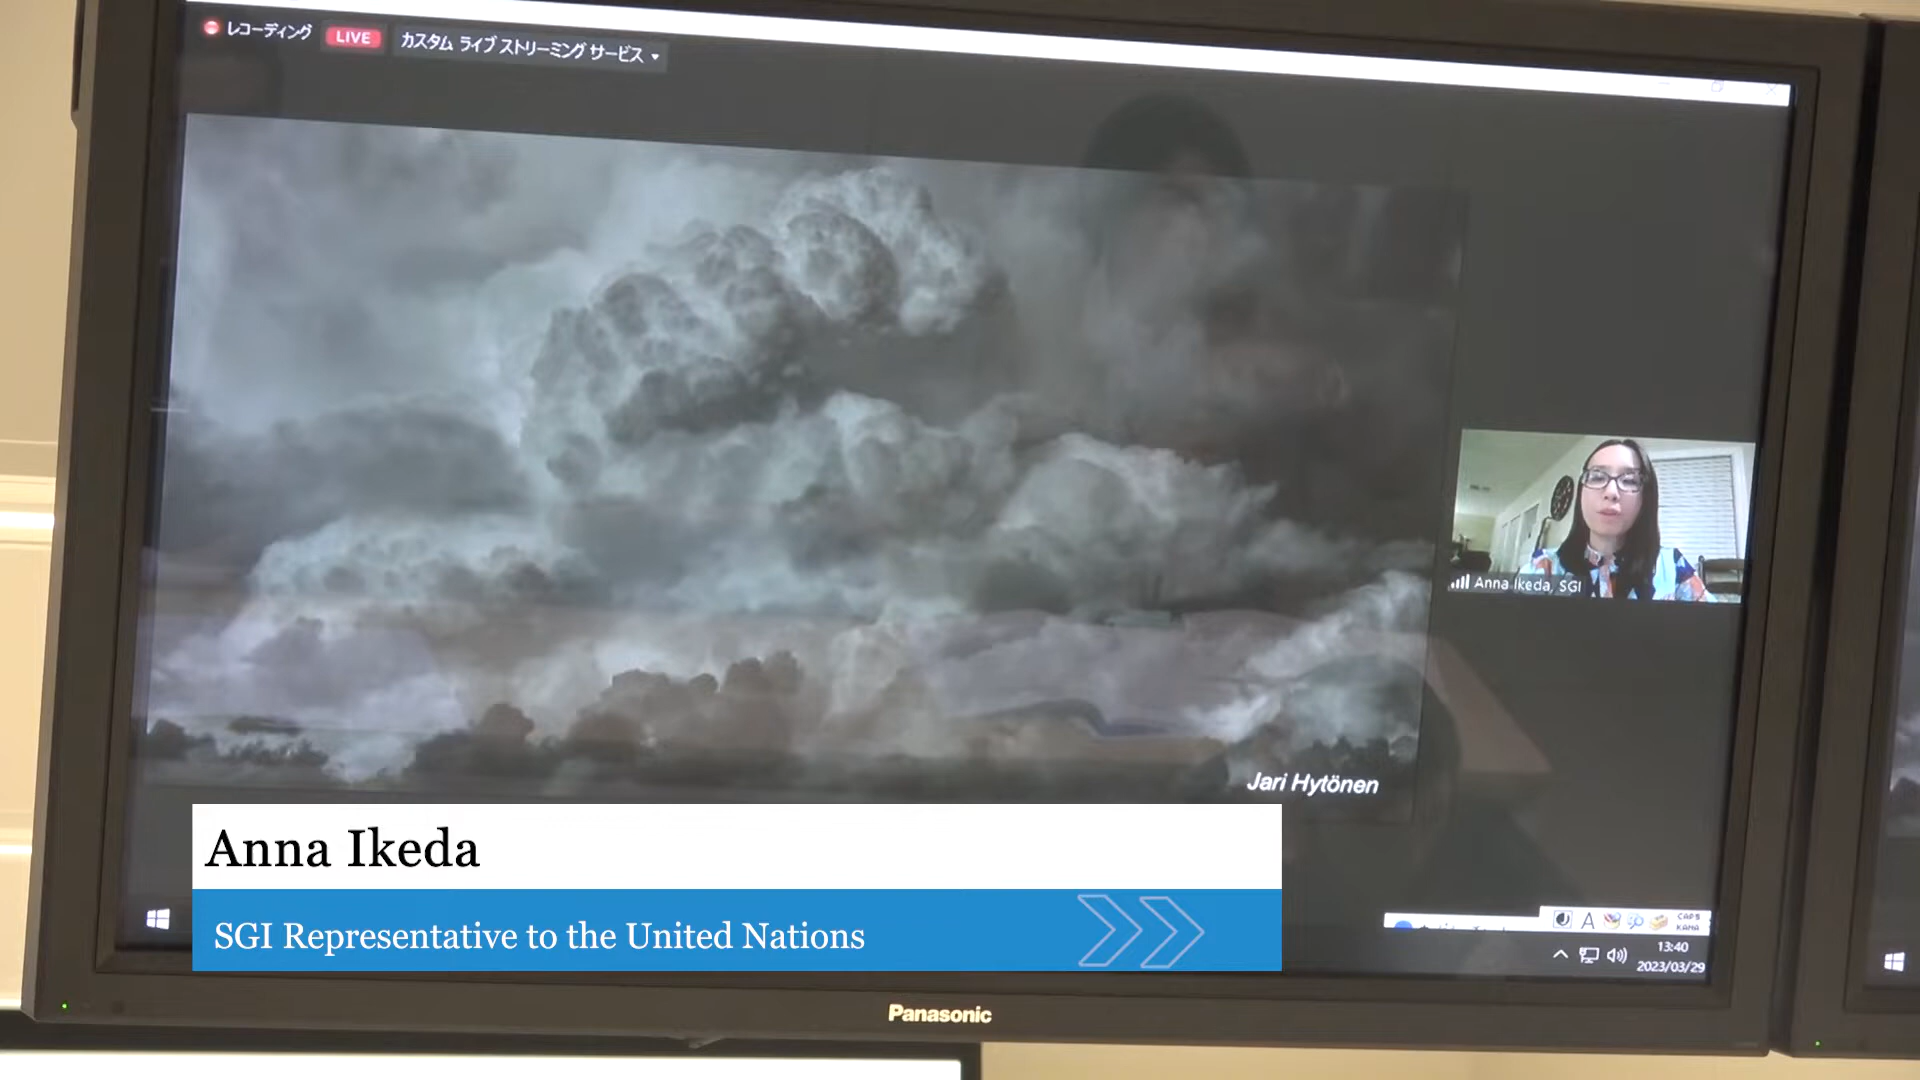 レコーディング
LIVE
カスタム ライブ ストリーミング サービス
Anna Ikeda, SGI
Jari Hytönen
Anna Ikeda
SGI Representative to the United Nations
A
CAPS
KANA
13:40
2023/03/29
Panasonic